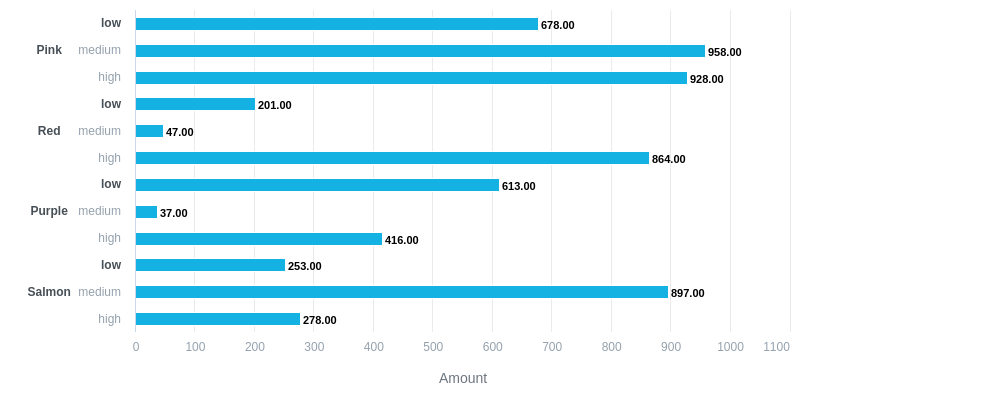 low 678.00
Pink medium 958.00
high 928.00
low 201.00
Red medium 47.00
high 864.00
low 613.00
Purple medium 37.00
high 416.00
low 253.00
Salmon medium 897.00
high 278.00
0 100 200 300 400 500 600 700 800 900 1000 1100
Amount